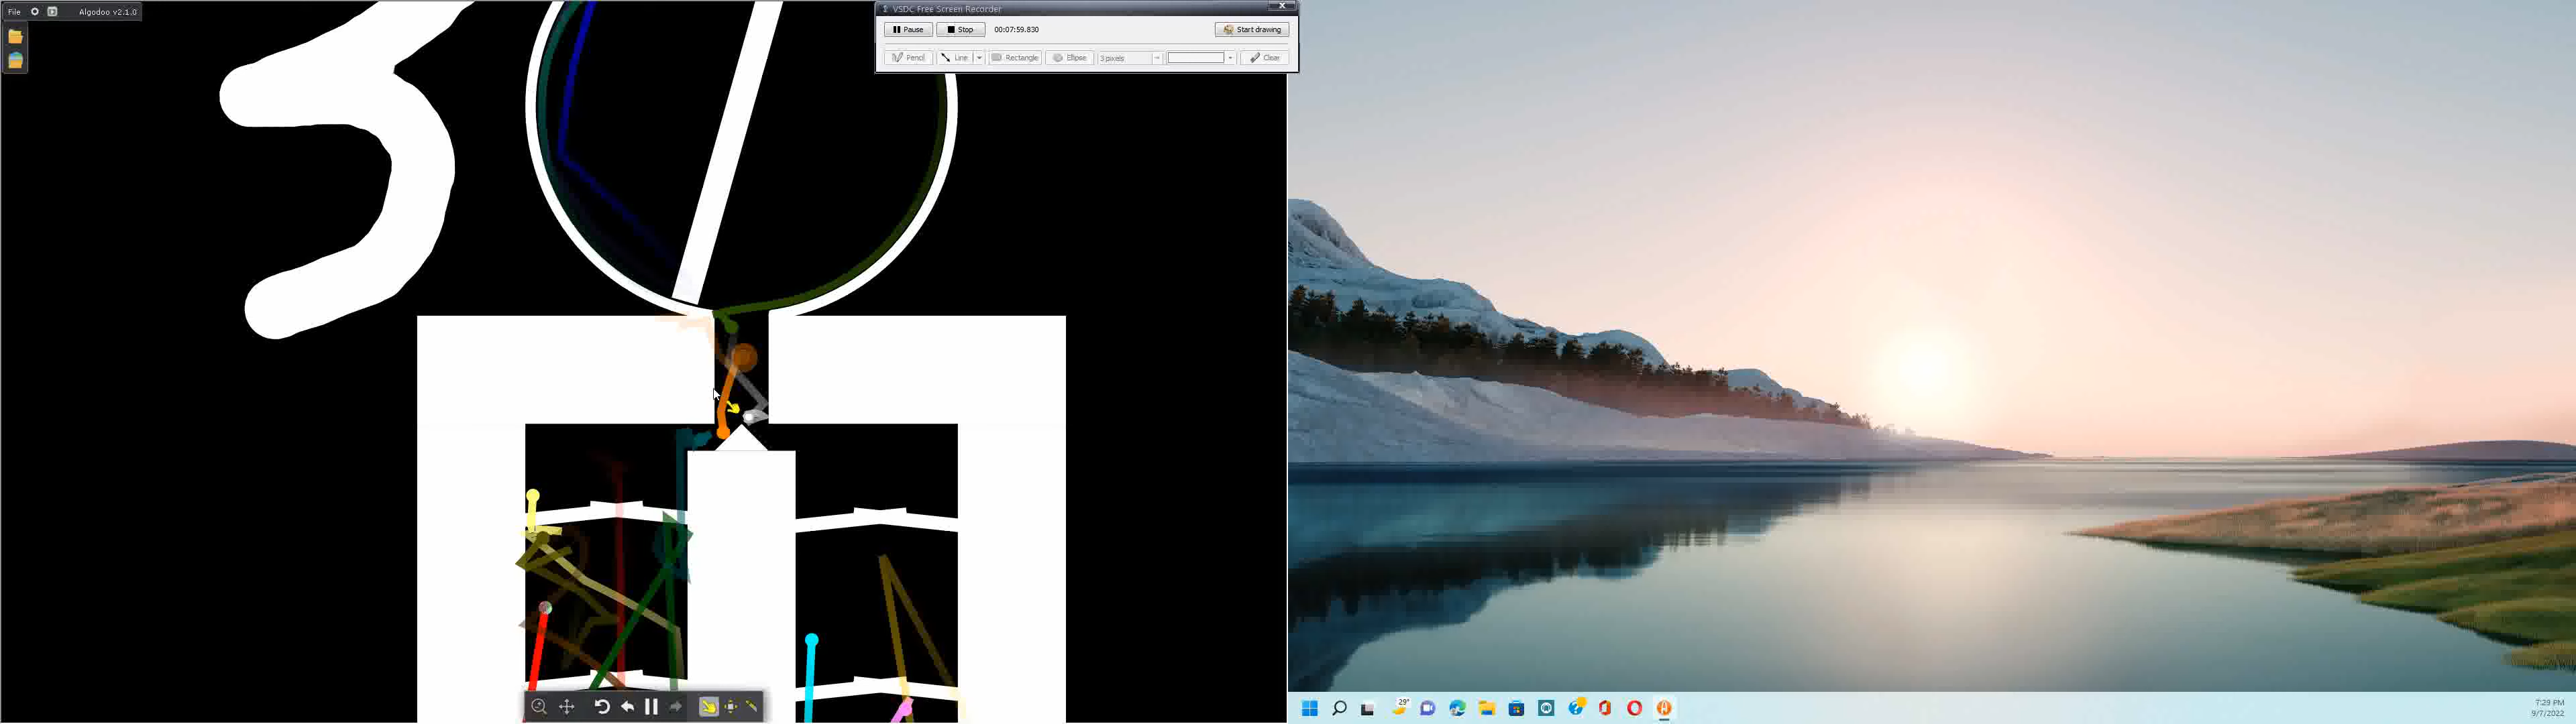 File Algodoo v2.1.0
VSDC Free Screen Recorder
Pause Stop 00:07:59.830 Start drawing
Pencil Line Rectangle Ellipse 3 pixels Clear
3
29°
7:29 PM
9/7/2022